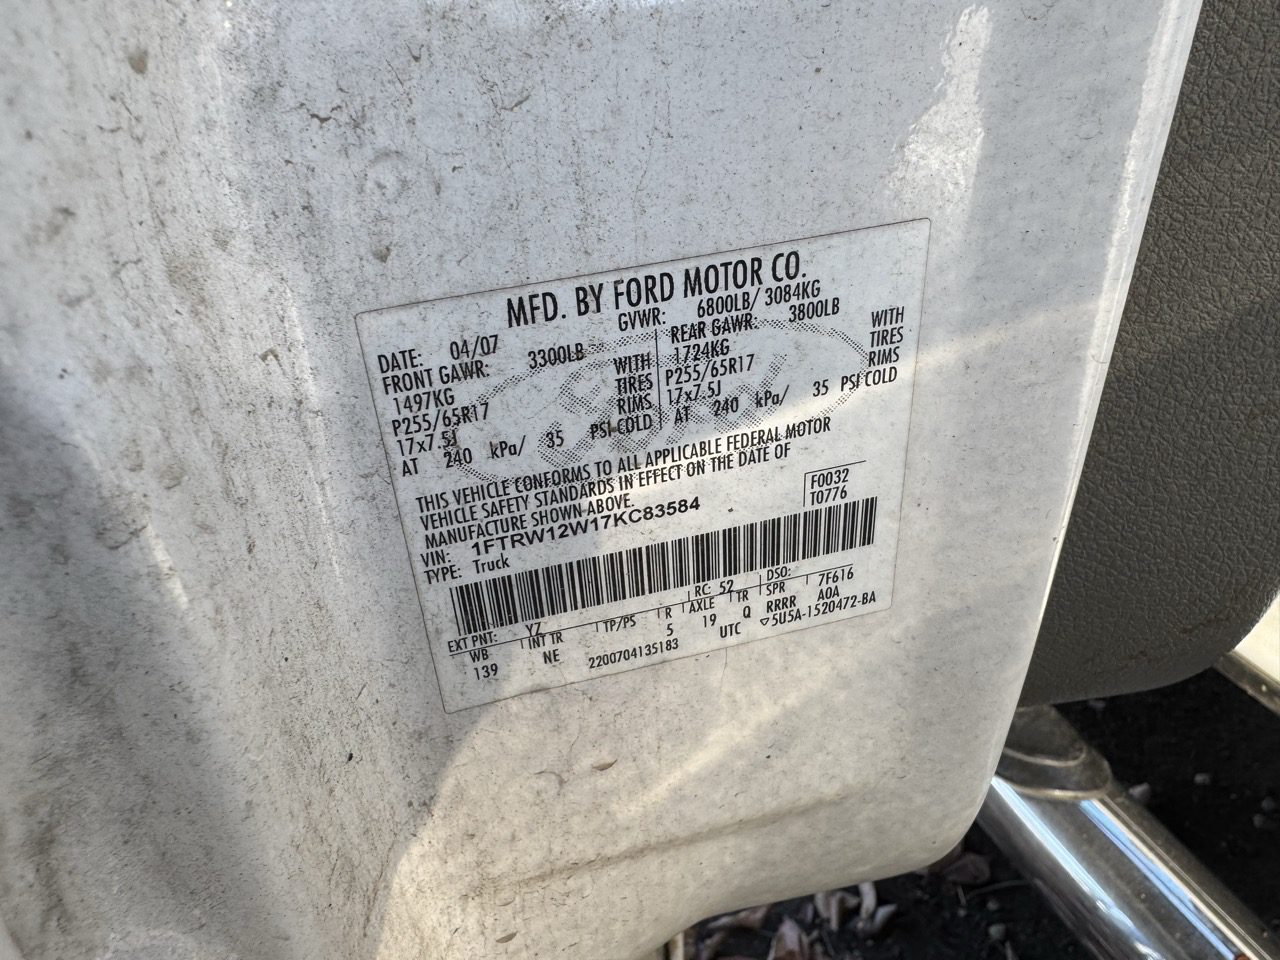 MFD. BY FORD MOTOR CO.
DATE: 04/07 GVWR: 6800LB/ 3084KG
FRONT GAWR: 3300LB REAR GAWR: 3800LB
1497KG WITH 1724KG WITH
P255/65R17 TIRES P255/65R17 TIRES
17x7.5J RIMS 17x7.5J RIMS
AT 240 kPa/ 35 PSI COLD AT 240 kPa/ 35 PSI COLD
THIS VEHICLE CONFORMS TO ALL APPLICABLE FEDERAL MOTOR
VEHICLE SAFETY STANDARDS IN EFFECT ON THE DATE OF
MANUFACTURE SHOWN ABOVE.
VIN: 1FTRW12W17KC83584 F0032
TYPE: Truck T0776
EXT PNT: YZ RC: 52 DSO:
WB INT TR TP/PS R AXLE TR SPR 7F616
139 NE 5 19 Q RRRR A0A
2200704135183 UTC ▽5U5A-1520472-BA